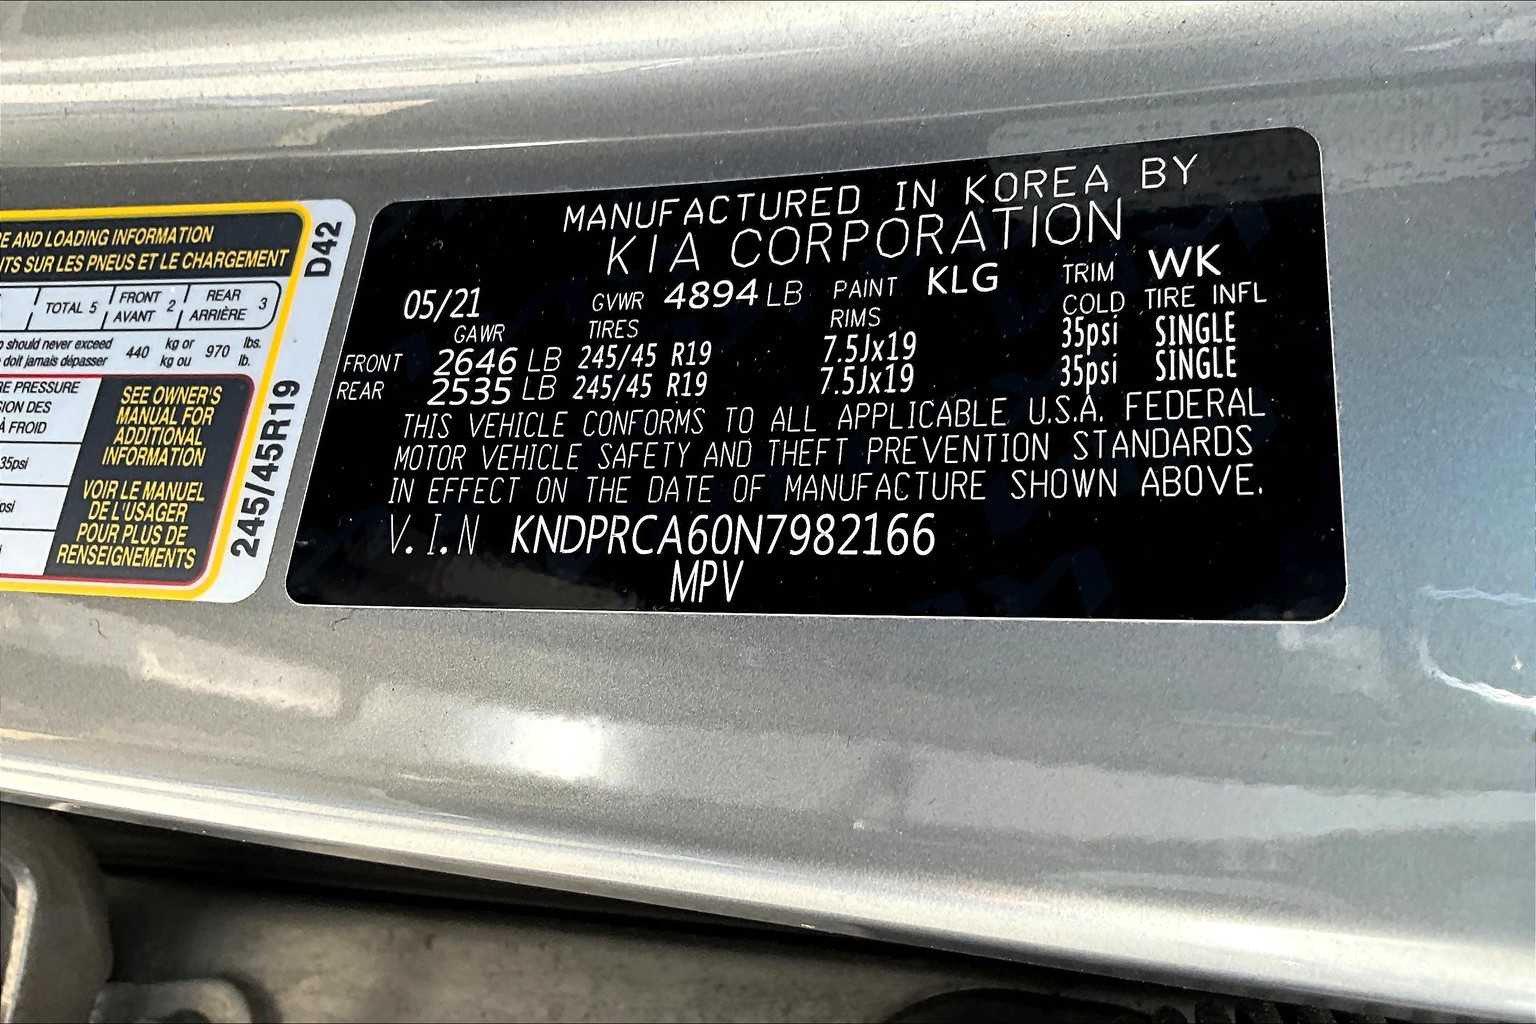 RE AND LOADING INFORMATION
ITS SUR LES PNEUS ET LE CHARGEMENT
TOTAL 5 FRONT AVANT 2 REAR ARRIÈRE 3
should never exceed
doit jamais dépasser
440 kg or kg ou 970 lbs. lb.
RE PRESSURE
ION DES
À FROID
35psi
psi
SEE OWNER'S
MANUAL FOR
ADDITIONAL
INFORMATION
VOIR LE MANUEL
DE L'USAGER
POUR PLUS DE
RENSEIGNEMENTS
D42
245/45R19
MANUFACTURED IN KOREA BY
KIA CORPORATION
05/21 GVWR 4894 LB PAINT KLG TRIM WK
GAWR TIRES RIMS COLD TIRE INFL
FRONT 2646 LB 245/45 R19 7.5Jx19 35psi SINGLE
REAR 2535 LB 245/45 R19 7.5Jx19 35psi SINGLE
THIS VEHICLE CONFORMS TO ALL APPLICABLE U.S.A. FEDERAL
MOTOR VEHICLE SAFETY AND THEFT PREVENTION STANDARDS
IN EFFECT ON THE DATE OF MANUFACTURE SHOWN ABOVE.
V.I.N KNDPRCA60N7982166
MPV